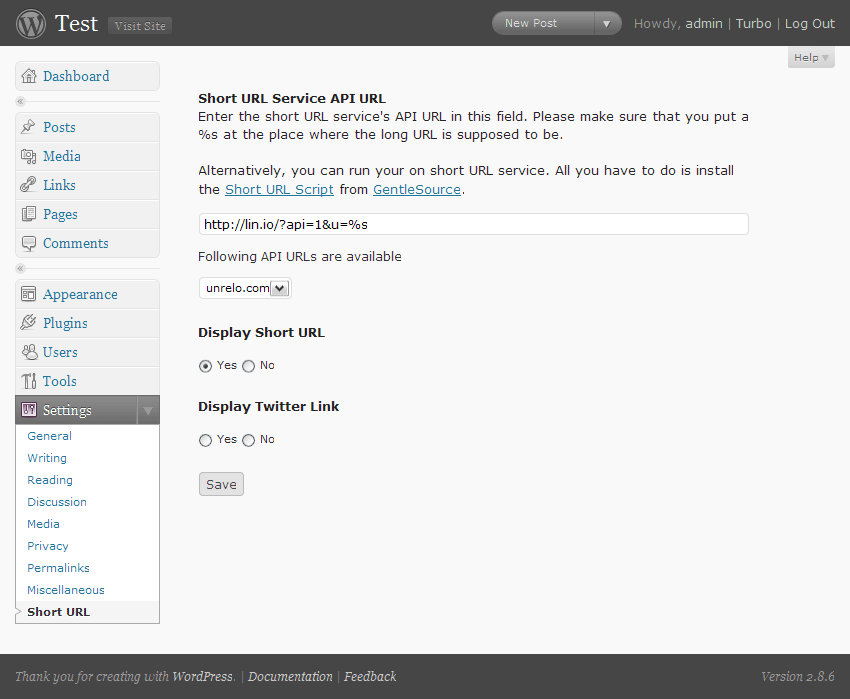 Test Visit Site New Post Howdy, admin | Turbo | Log Out
Help
Dashboard
Posts
Media
Links
Pages
Comments
Appearance
Plugins
Users
Tools
Settings
General
Writing
Reading
Discussion
Media
Privacy
Permalinks
Miscellaneous
Short URL
Short URL Service API URL
Enter the short URL service's API URL in this field. Please make sure that you put a
%s at the place where the long URL is supposed to be.
Alternatively, you can run your on short URL service. All you have to do is install
the Short URL Script from GentleSource.
http://lin.io/?api=1&u=%s
Following API URLs are available
unrelo.com
Display Short URL
Yes No
Display Twitter Link
Yes No
Save
Thank you for creating with WordPress. | Documentation | Feedback Version 2.8.6